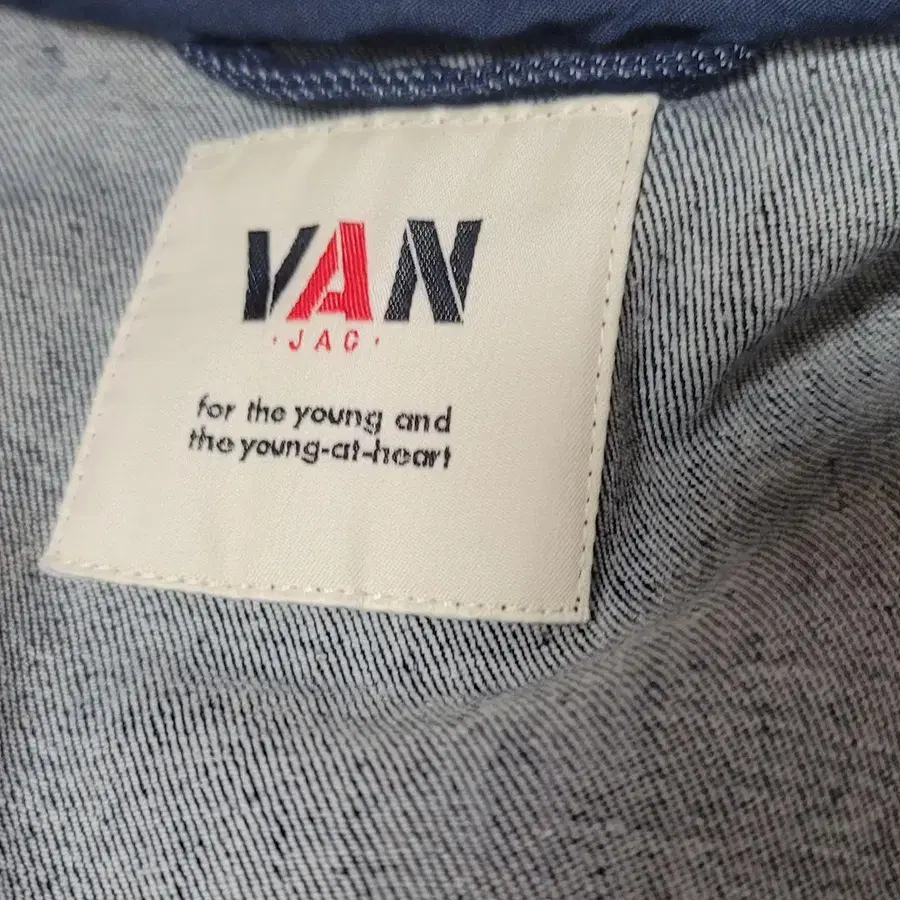 VAN
·JAC·
for the young and
the young-at-heart